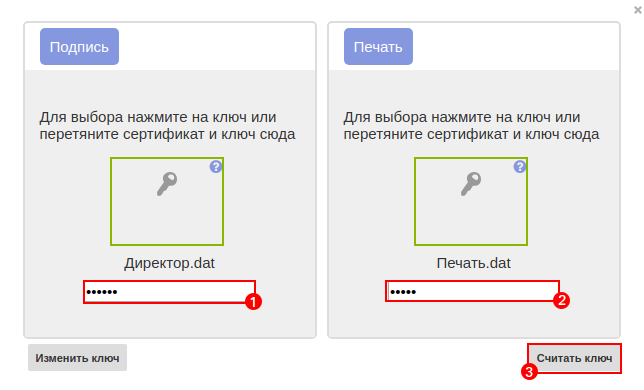 ×
Подпись
Для выбора нажмите на ключ или
перетяните сертификат и ключ сюда
?
Директор.dat
••••••
1
Печать
Для выбора нажмите на ключ или
перетяните сертификат и ключ сюда
?
Печать.dat
•••••
2
Изменить ключ
Считать ключ
3